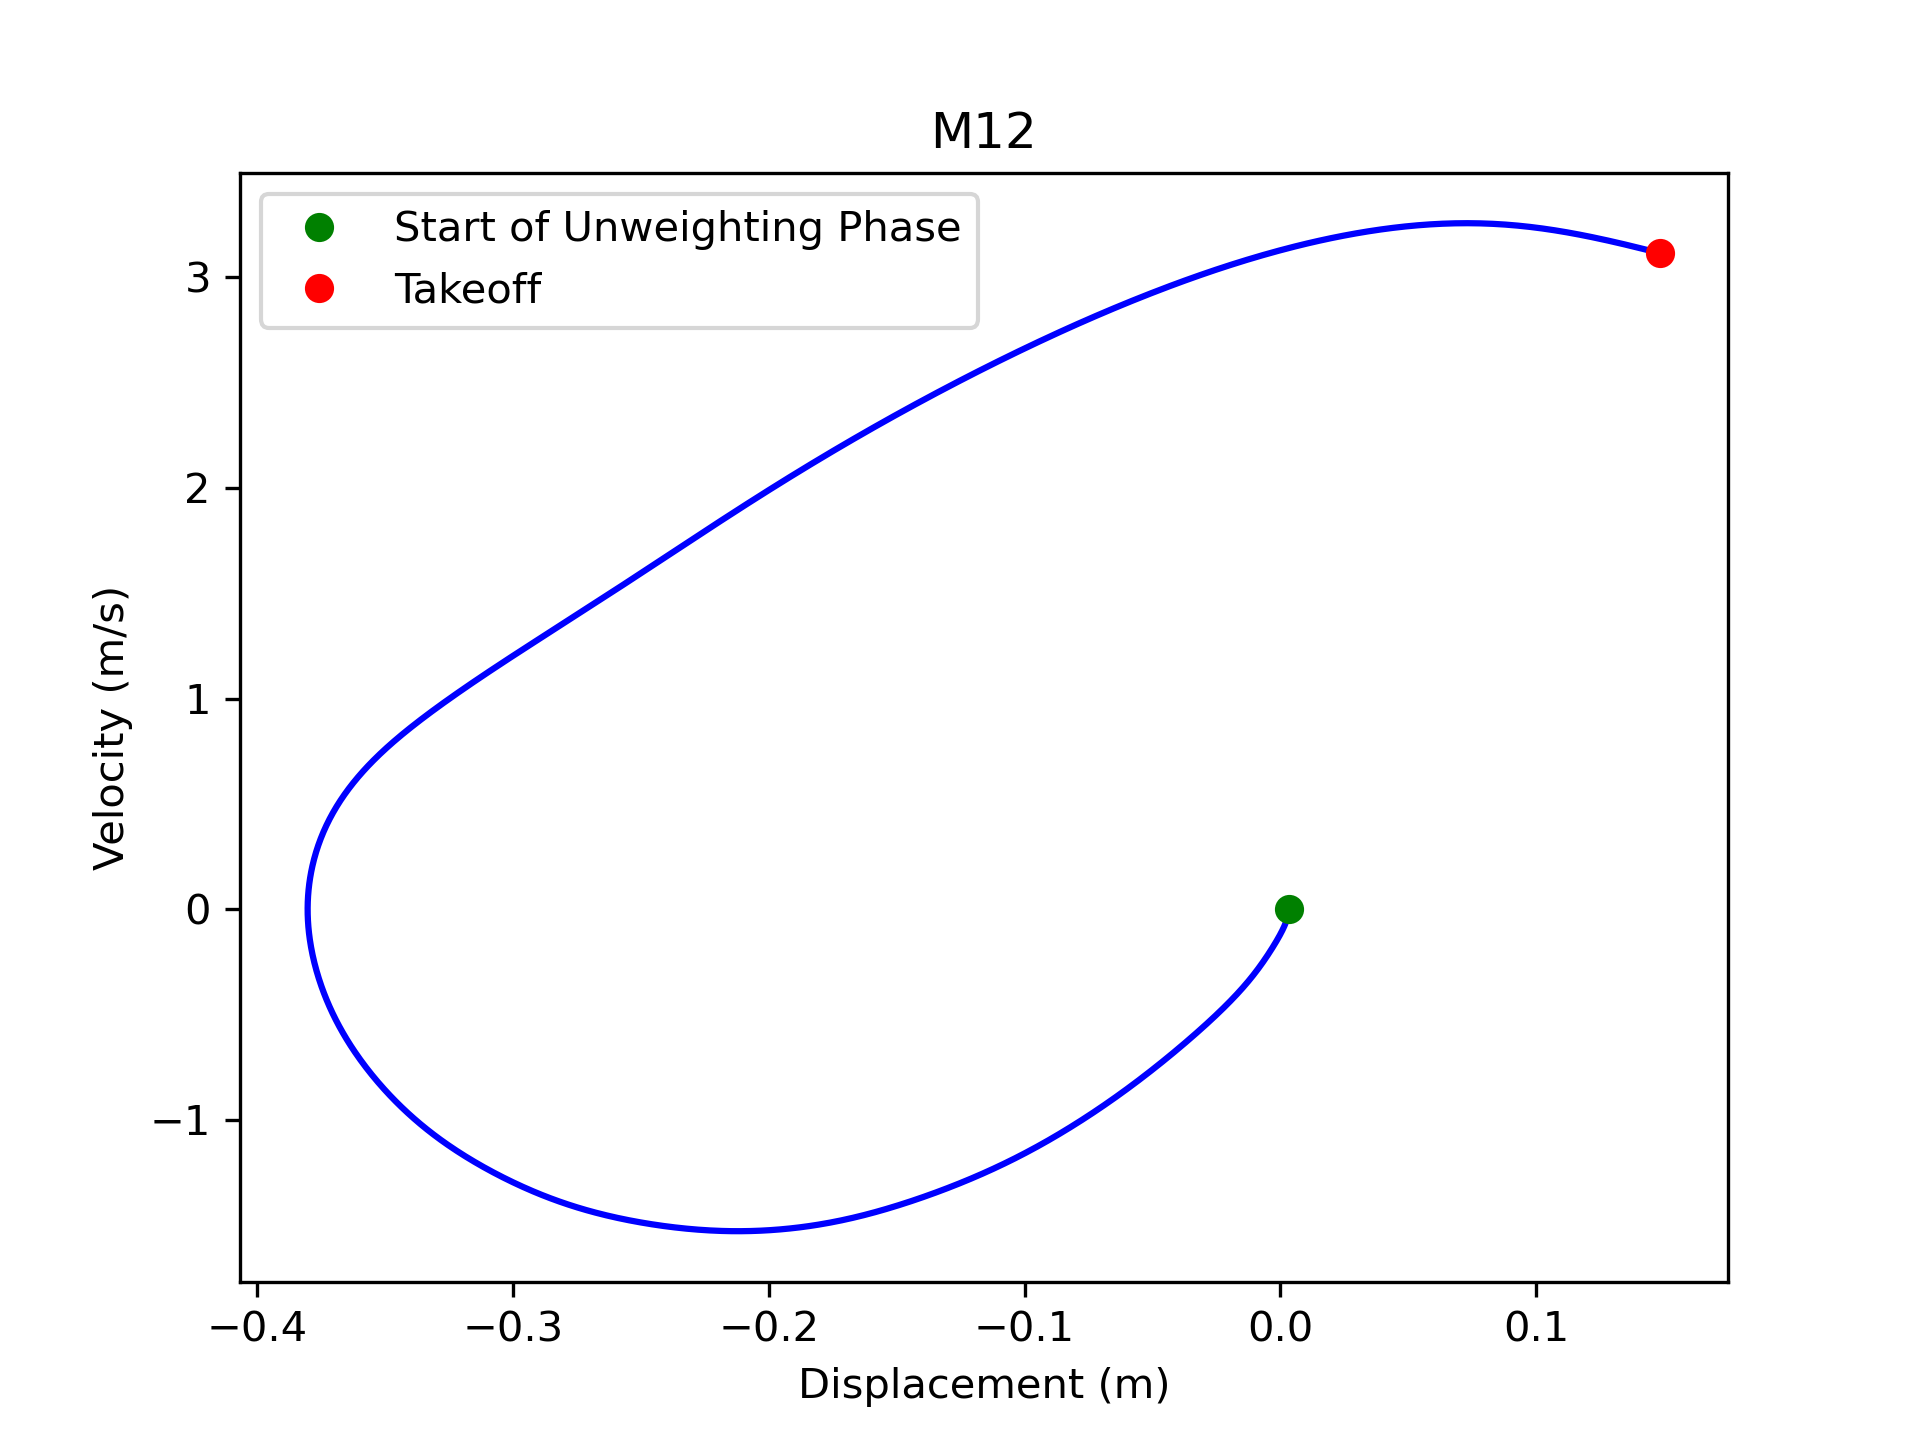 M12
Start of Unweighting Phase
Takeoff
3
2
1
0
−1
Velocity (m/s)
−0.4 −0.3 −0.2 −0.1 0.0 0.1
Displacement (m)